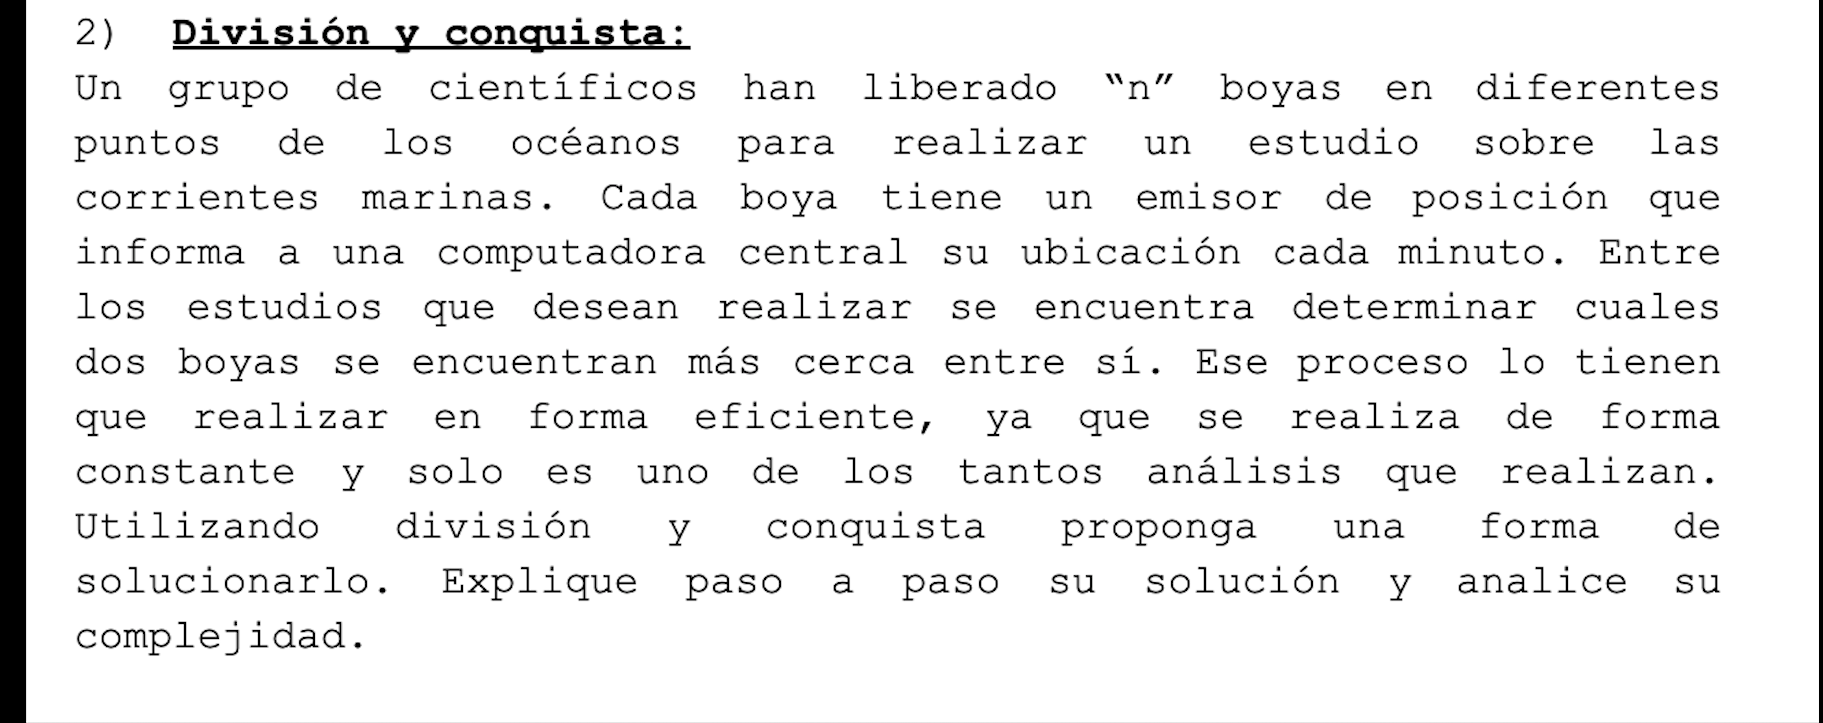 2) División y conquista:
Un grupo de científicos han liberado “n” boyas en diferentes
puntos de los océanos para realizar un estudio sobre las
corrientes marinas. Cada boya tiene un emisor de posición que
informa a una computadora central su ubicación cada minuto. Entre
los estudios que desean realizar se encuentra determinar cuales
dos boyas se encuentran más cerca entre sí. Ese proceso lo tienen
que realizar en forma eficiente, ya que se realiza de forma
constante y solo es uno de los tantos análisis que realizan.
Utilizando división y conquista proponga una forma de
solucionarlo. Explique paso a paso su solución y analice su
complejidad.